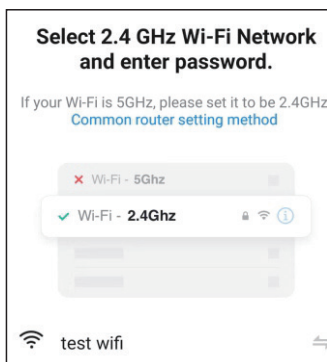 Select 2.4 GHz Wi-Fi Network
and enter password.
If your Wi-Fi is 5GHz, please set it to be 2.4GHz
Common router setting method
Wi-Fi - 5Ghz
Wi-Fi - 2.4Ghz
test wifi